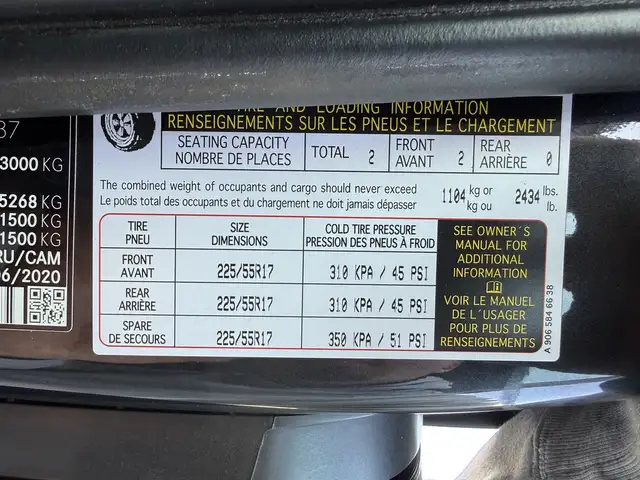 TIRE AND LOADING INFORMATION
RENSEIGNEMENTS SUR LES PNEUS ET LE CHARGEMENT
SEATING CAPACITY
NOMBRE DE PLACES
TOTAL 2
FRONT
AVANT 2
REAR
ARRIÈRE 0
The combined weight of occupants and cargo should never exceed
Le poids total des occupants et du chargement ne doit jamais dépasser
1104 kg or
kg ou
2434 lbs.
lb.
TIRE
PNEU
SIZE
DIMENSIONS
COLD TIRE PRESSURE
PRESSION DES PNEUS À FROID
FRONT
AVANT
225/55R17
310 KPA / 45 PSI
REAR
ARRIÈRE
225/55R17
310 KPA / 45 PSI
SPARE
DE SECOURS
225/55R17
350 KPA / 51 PSI
SEE OWNER´S
MANUAL FOR
ADDITIONAL
INFORMATION
VOIR LE MANUEL
DE L´USAGER
POUR PLUS DE
RENSEIGNEMENTS
A 906 584 66 38
37
3000 KG
5268 KG
1500 KG
1500 KG
RU/CAM
06/2020